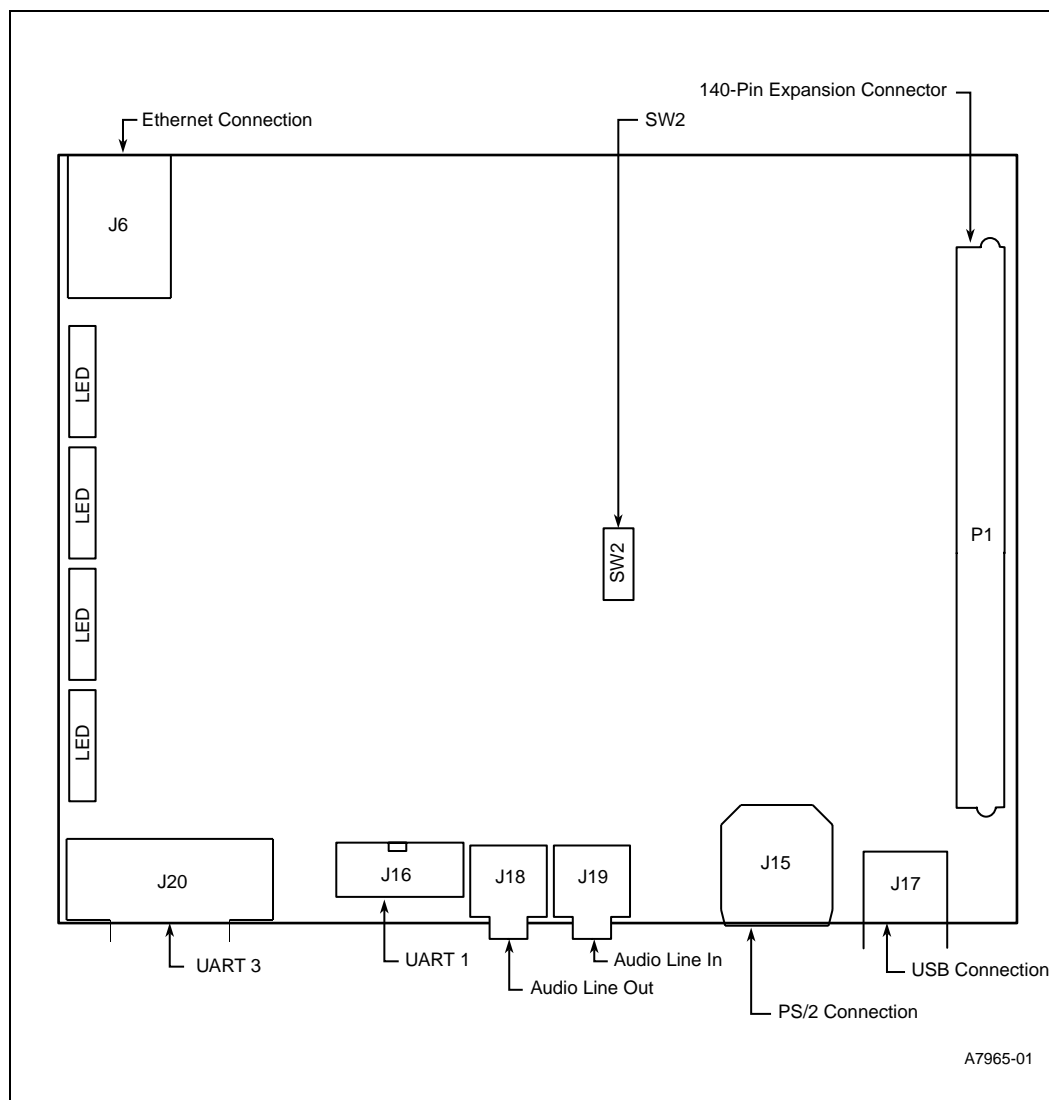 140-Pin Expansion Connector
Ethernet Connection
SW2
J6
LED
LED
SW2
P1
LED
LED
J20
J16
J18
J19
J15
J17
UART 3
UART 1
Audio Line In
USB Connection
Audio Line Out
PS/2 Connection
A7965-01